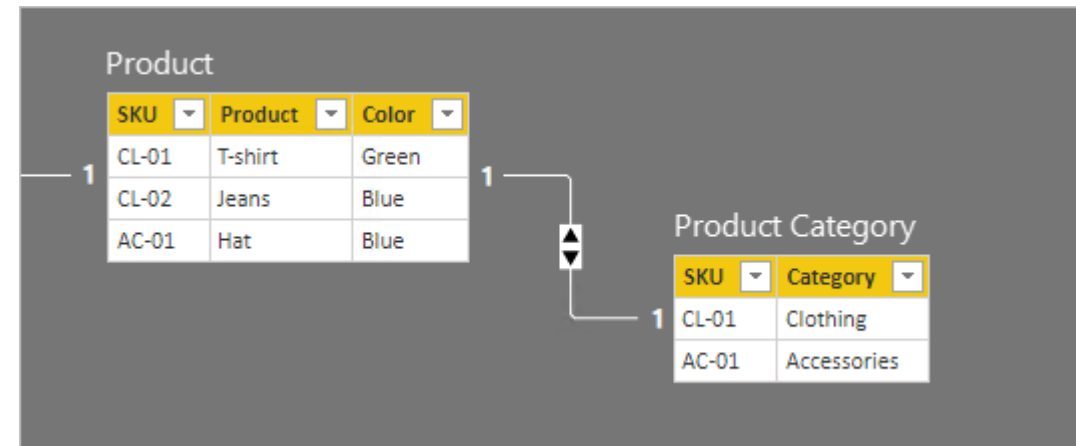 Product
SKU Product Color
1 CL-01 T-shirt Green 1
CL-02 Jeans Blue
AC-01 Hat Blue
Product Category
SKU Category
1 CL-01 Clothing
AC-01 Accessories